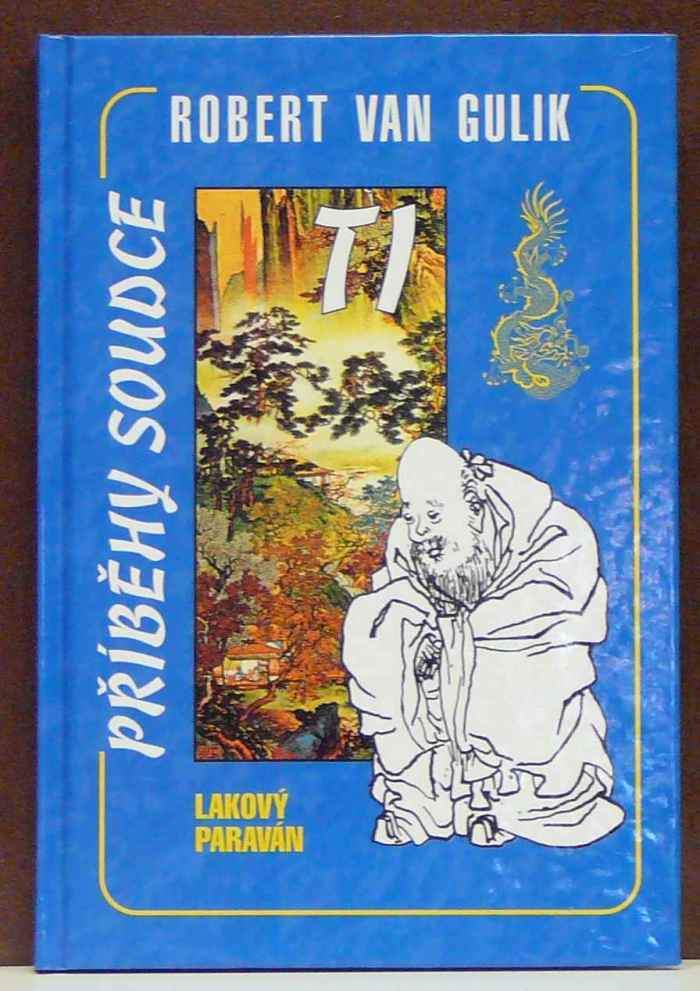 ROBERT VAN GULIK
PŘÍBĚHY SOUDCE
TI
LAKOVÝ
PARAVÁN